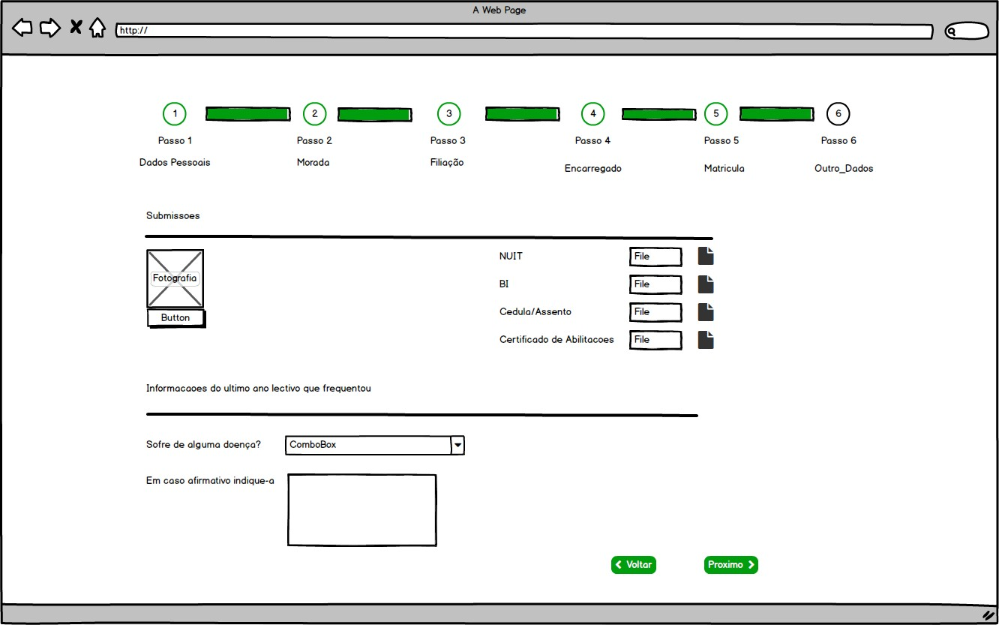 A Web Page
http://
1 2 3 4 5 6
Passo 1 Passo 2 Passo 3 Passo 4 Passo 5 Passo 6
Dados Pessoais Morada Filiação Encarregado Matricula Outro_Dados
Submissoes
Fotografia
Button
NUIT File
BI File
Cedula/Assento File
Certificado de Abilitacoes File
Informacaoes do ultimo ano lectivo que frequentou
Sofre de alguma doença? ComboBox
Em caso afirmativo indique-a
Voltar Proximo